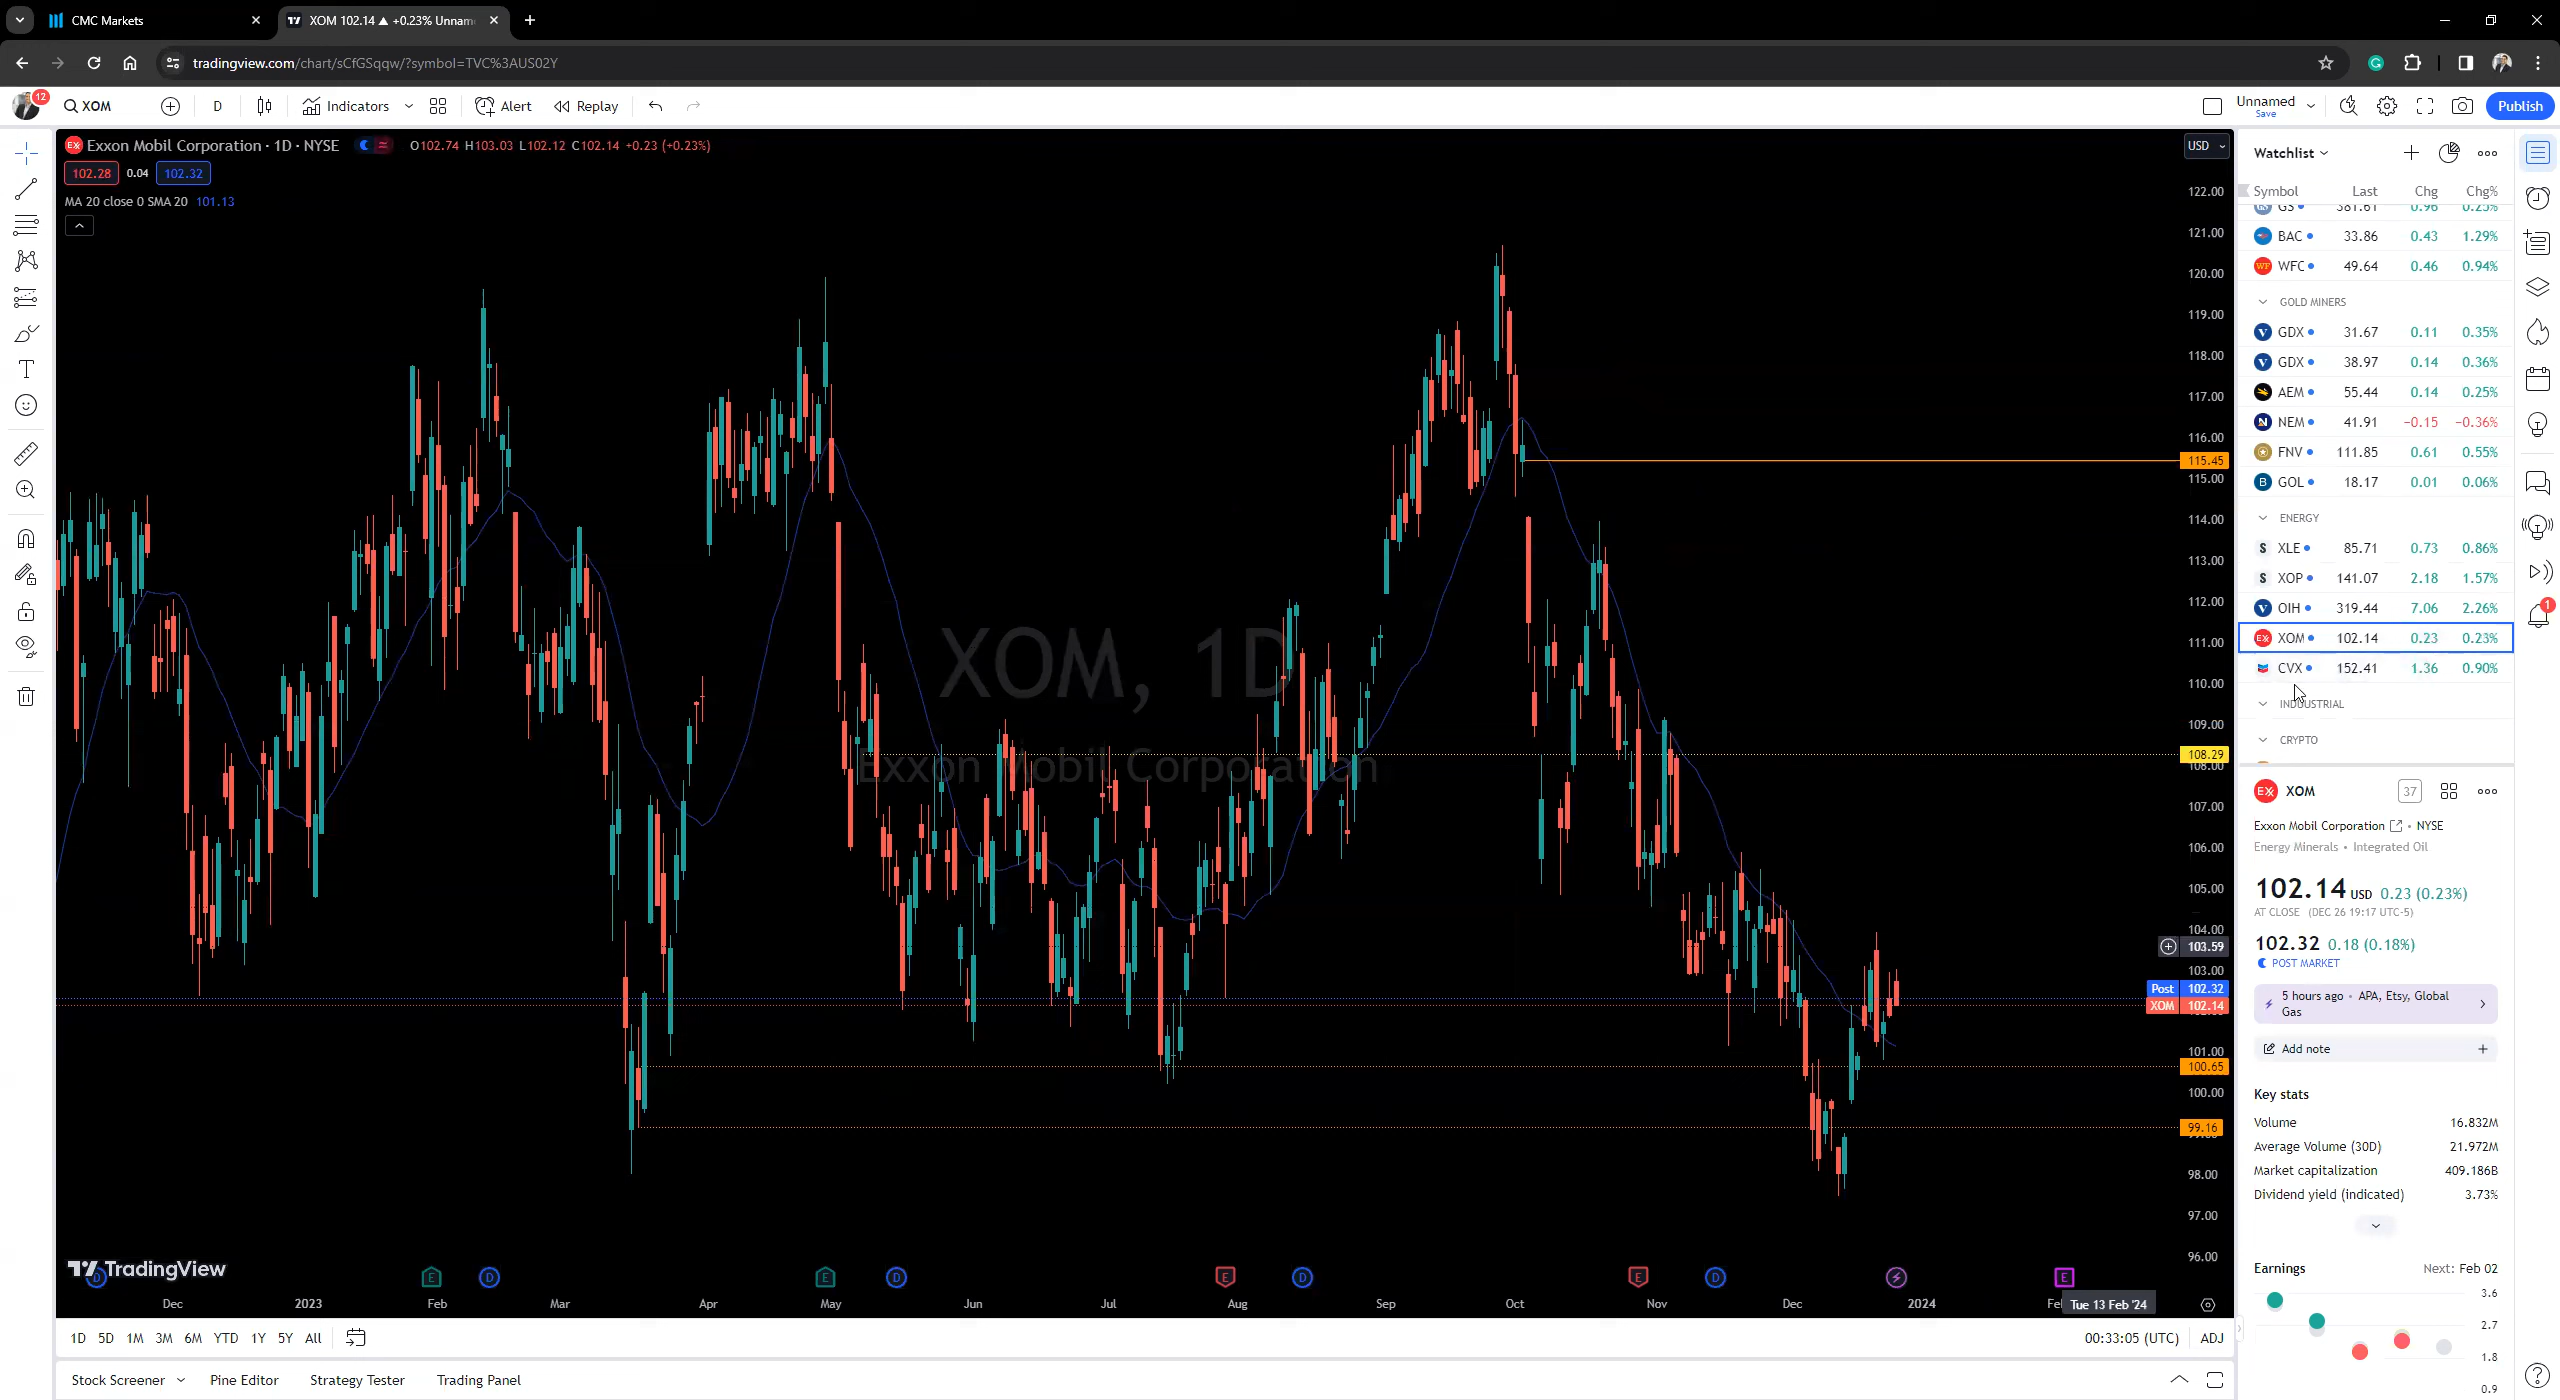 CMC Markets
XOM 102.14 ▲ +0.23% Unnam
tradingview.com/chart/sCfGSqqw/?symbol=TVC%3AUS02Y
12
XOM
D
Indicators
Alert
Replay
Unnamed
Save
Publish
Exxon Mobil Corporation · 1D · NYSE
O102.74 H103.03 L102.12 C102.14 +0.23 (+0.23%)
102.28 0.04 102.32
MA 20 close 0 SMA 20 101.13
USD
122.00
121.00
120.00
119.00
118.00
117.00
116.00
115.45
115.00
114.00
113.00
112.00
111.00
110.00
109.00
108.29
108.00
107.00
106.00
105.00
104.00
103.59
103.00
Post 102.32
XOM 102.14
101.00
100.65
100.00
99.16
98.00
97.00
96.00
XOM, 1D
Exxon Mobil Corporation
TradingView
D E D E D E D E D E
Dec 2023 Feb Mar Apr May Jun Jul Aug Sep Oct Nov Dec 2024 Tue 13 Feb '24
1D 5D 1M 3M 6M YTD 1Y 5Y All
00:33:05 (UTC) ADJ
Stock Screener Pine Editor Strategy Tester Trading Panel
Watchlist
Symbol Last Chg Chg%
GS 381.61 0.96 0.25%
BAC 33.86 0.43 1.29%
WFC 49.64 0.46 0.94%
GOLD MINERS
GDX 31.67 0.11 0.35%
GDX 38.97 0.14 0.36%
AEM 55.44 0.14 0.25%
NEM 41.91 −0.15 −0.36%
FNV 111.85 0.61 0.55%
GOL 18.17 0.01 0.06%
ENERGY
XLE 85.71 0.73 0.86%
XOP 141.07 2.18 1.57%
OIH 319.44 7.06 2.26%
XOM 102.14 0.23 0.23%
CVX 152.41 1.36 0.90%
INDUSTRIAL
CRYPTO
XOM
37
Exxon Mobil Corporation • NYSE
Energy Minerals • Integrated Oil
102.14 USD 0.23 (0.23%)
AT CLOSE (DEC 26 19:17 UTC-5)
102.32 0.18 (0.18%)
POST MARKET
5 hours ago • APA, Etsy, Global
Gas
Add note
Key stats
Volume 16.832M
Average Volume (30D) 21.972M
Market capitalization 409.186B
Dividend yield (indicated) 3.73%
Earnings Next: Feb 02
3.6
2.7
1.8
0.9
1